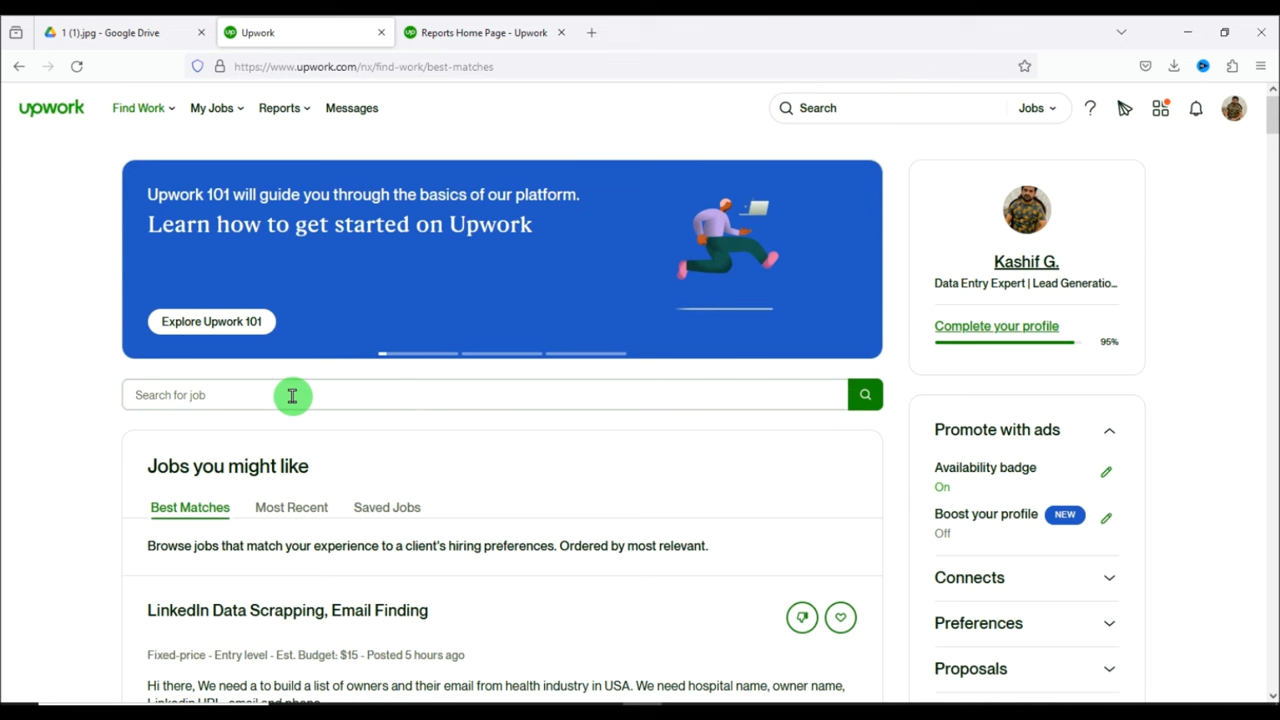 1 (1).jpg - Google Drive
Upwork
Reports Home Page - Upwork
https://www.upwork.com/nx/find-work/best-matches
upwork
Find Work
My Jobs
Reports
Messages
Search
Jobs
?
Upwork 101 will guide you through the basics of our platform.
Learn how to get started on Upwork
Explore Upwork 101
Kashif G.
Data Entry Expert | Lead Generatio...
Complete your profile
95%
Search for job
Jobs you might like
Best Matches
Most Recent
Saved Jobs
Browse jobs that match your experience to a client's hiring preferences. Ordered by most relevant.
LinkedIn Data Scrapping, Email Finding
Fixed-price - Entry level - Est. Budget: $15 - Posted 5 hours ago
Hi there, We need a to build a list of owners and their email from health industry in USA. We need hospital name, owner name,
Linkedin URL, email and phone
Promote with ads
Availability badge
On
Boost your profile NEW
Off
Connects
Preferences
Proposals